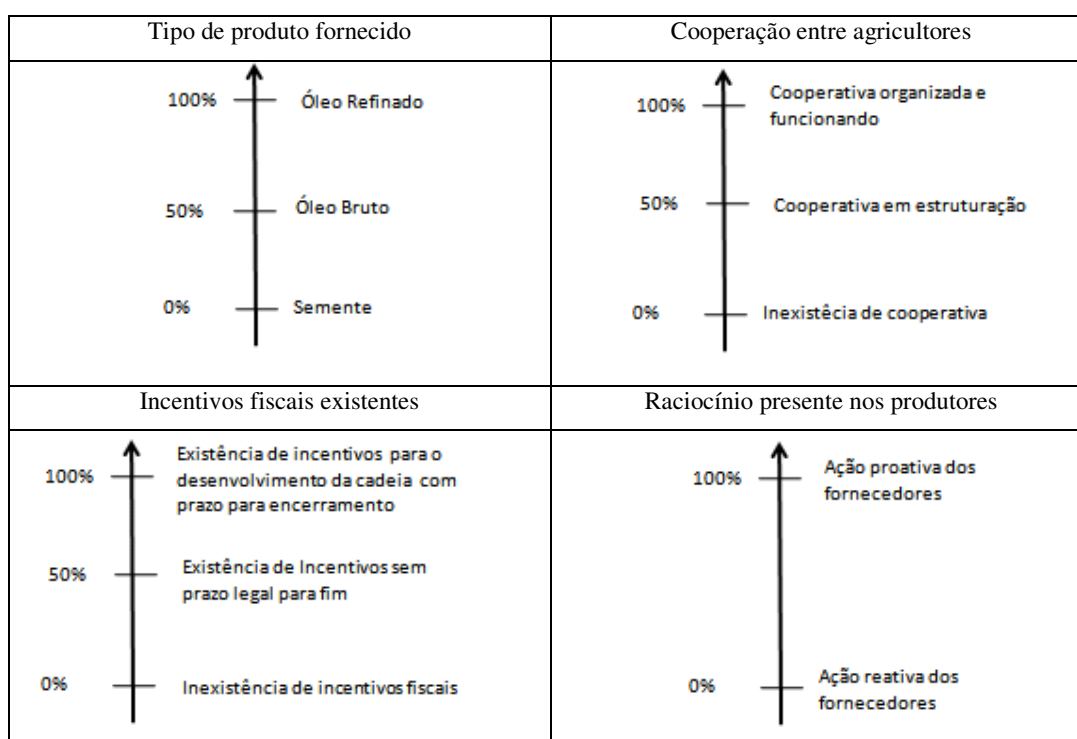 Tipo de produto fornecido
100%
Óleo Refinado
50%
Óleo Bruto
0%
Semente
Cooperação entre agricultores
100%
Cooperativa organizada e
funcionando
50%
Cooperativa em estruturação
0%
Inexistêcia de cooperativa
Incentivos fiscais existentes
100%
Existência de incentivos para o
desenvolvimento da cadeia com
prazo para encerramento
50%
Existência de Incentivos sem
prazo legal para fim
0%
Inexistência de incentivos fiscais
Raciocínio presente nos produtores
100%
Ação proativa dos
fornecedores
0%
Ação reativa dos
fornecedores